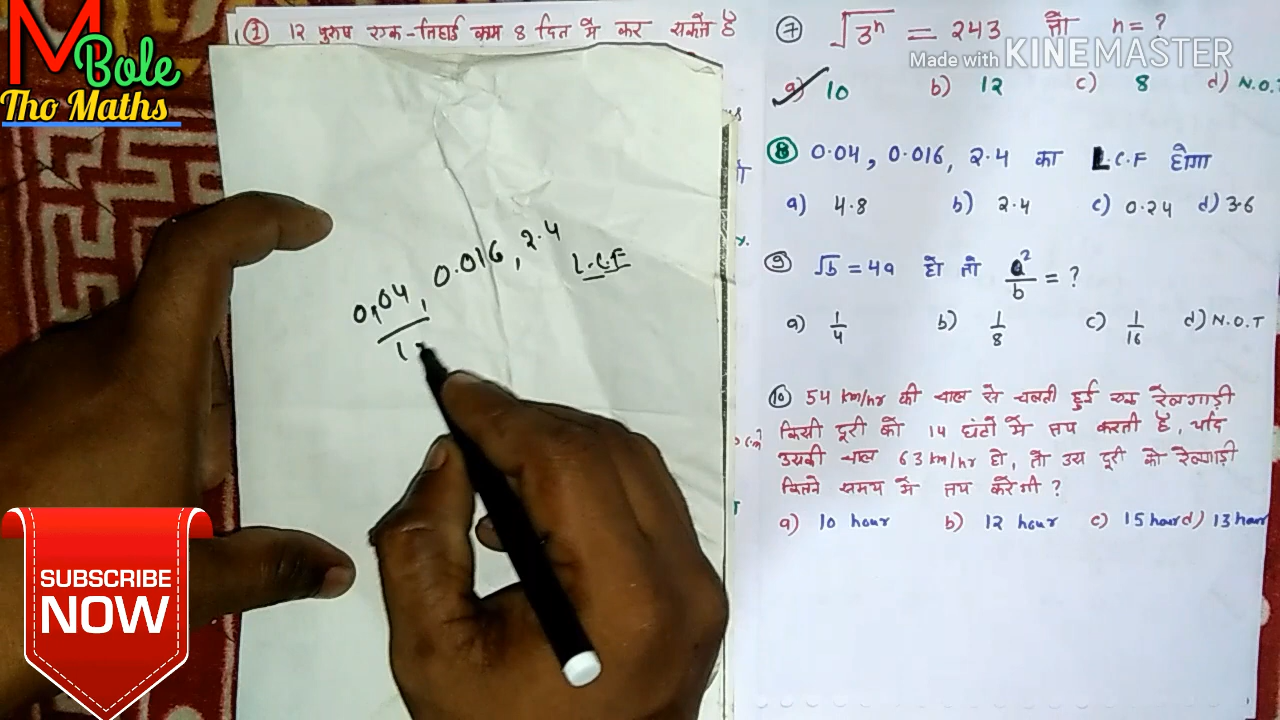 M
Bole
Tho Maths
① १२ पुरुष एक-तिहाई काम 8 दिन में कर सकते है
0.04, 0.016, 2.4 L.C.F
1
SUBSCRIBE
NOW
⑦ √3ⁿ = 243 तो n = ?
Made with KINEMASTER
a) 10 b) 12 c) 8 d) N.O.T
⑧ 0.04, 0.016, 2.4 का L.C.F होगा
a) 4.8 b) 2.4 c) 0.24 d) 3.6
⑨ √b = 4a हो तो a²/b = ?
a) 1/4 b) 1/8 c) 1/16 d) N.O.T
⑩ 54 km/hr की चाल से चलती हुई एक रेलगाड़ी
किसी दूरी को 14 घंटों में तय करती है, यदि
उसकी चाल 63 km/hr हो, तो उस दूरी को रेलगाड़ी
कितने समय में तय करेगी ?
a) 10 hour b) 12 hour c) 15 hour d) 13 hour